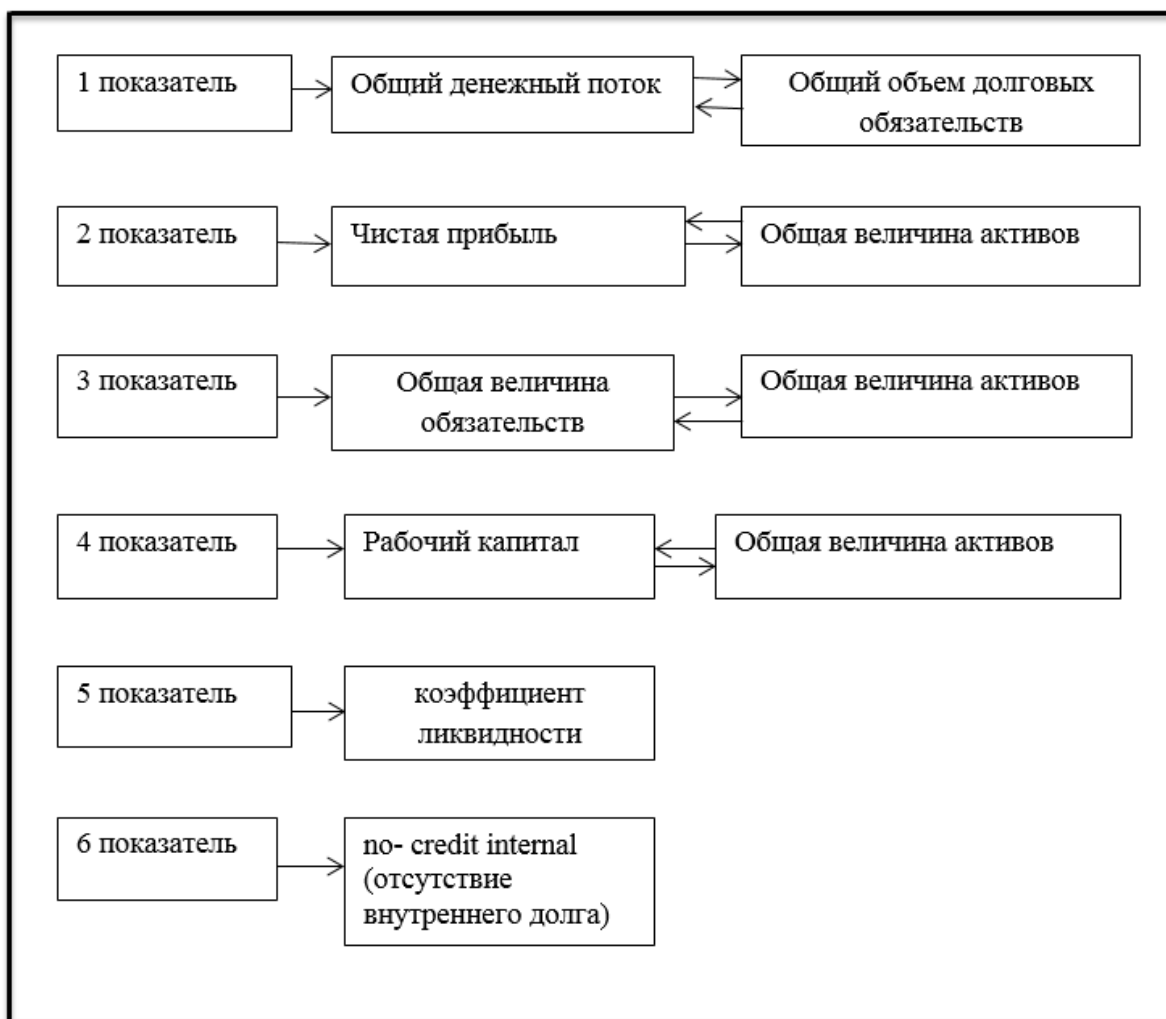 1 показатель
Общий денежный поток
Общий объем долговых
обязательств
2 показатель
Чистая прибыль
Общая величина активов
3 показатель
Общая величина
обязательств
Общая величина активов
4 показатель
Рабочий капитал
Общая величина активов
5 показатель
коэффициент
ликвидности
6 показатель
no- credit internal
(отсутствие
внутреннего долга)